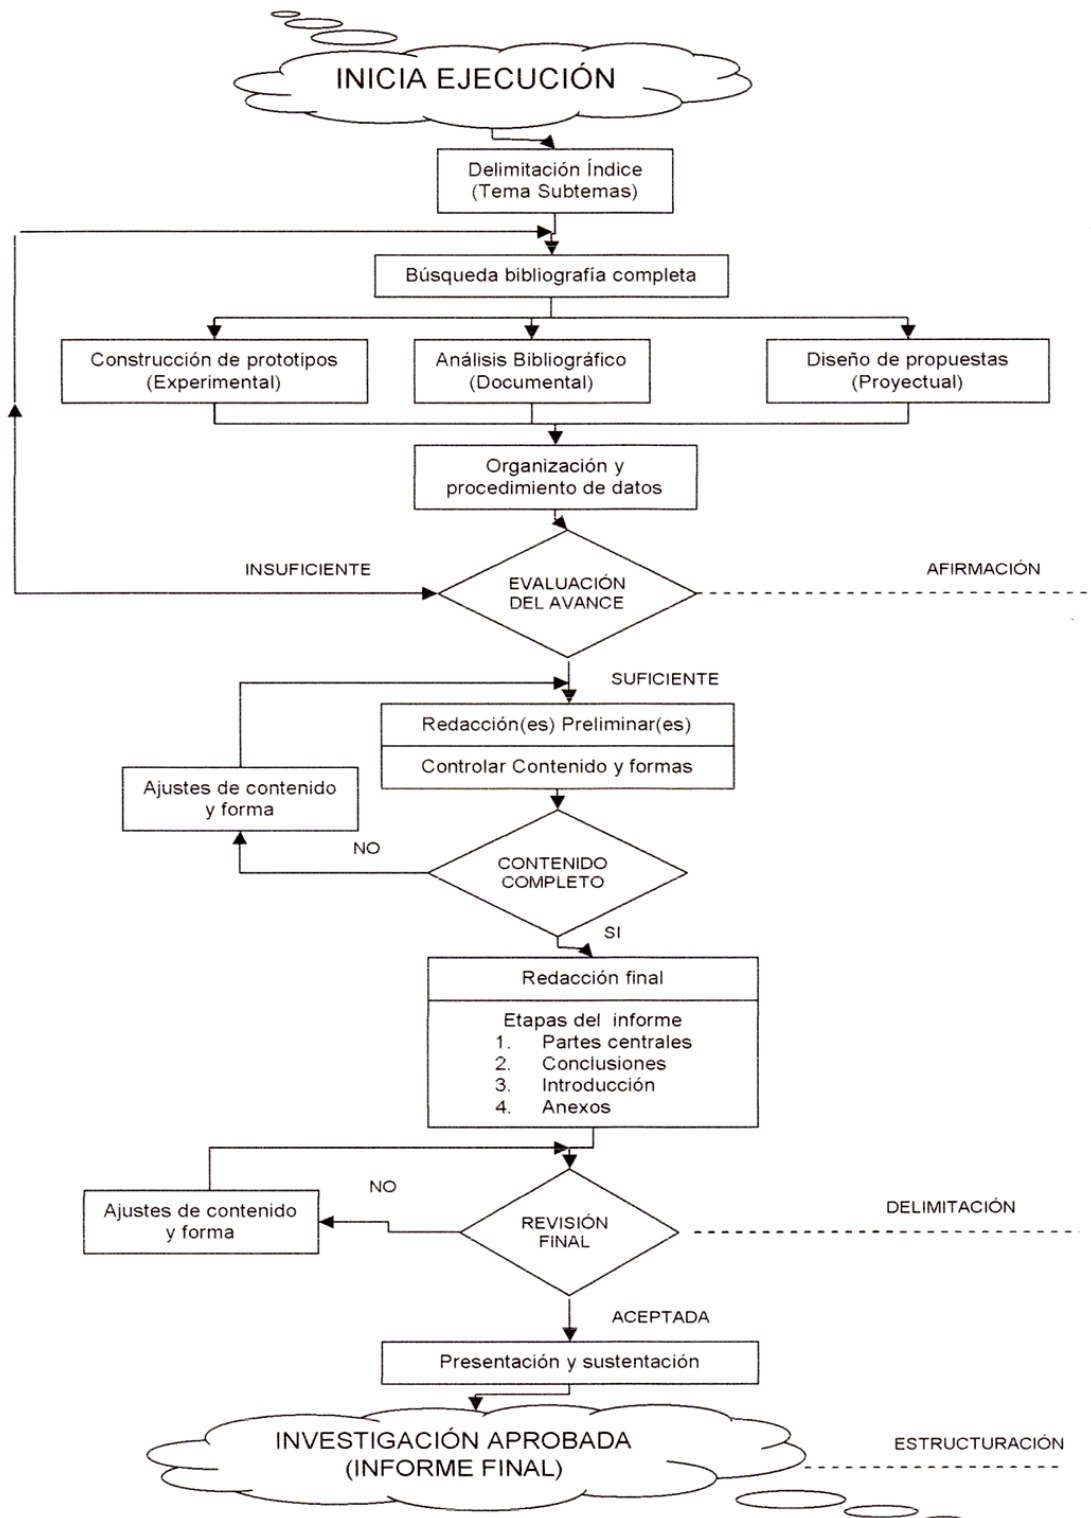 INICIA EJECUCIÓN
Delimitación Índice
(Tema Subtemas)
Búsqueda bibliografía completa
Construcción de prototipos
(Experimental)
Análisis Bibliográfico
(Documental)
Diseño de propuestas
(Proyectual)
Organización y
procedimiento de datos
INSUFICIENTE
EVALUACIÓN
DEL AVANCE
AFIRMACIÓN
SUFICIENTE
Redacción(es) Preliminar(es)
Controlar Contenido y formas
Ajustes de contenido
y forma
NO
CONTENIDO
COMPLETO
SI
Redacción final
Etapas del informe
1. Partes centrales
2. Conclusiones
3. Introducción
4. Anexos
NO
Ajustes de contenido
y forma
REVISIÓN
FINAL
DELIMITACIÓN
ACEPTADA
Presentación y sustentación
INVESTIGACIÓN APROBADA
(INFORME FINAL)
ESTRUCTURACIÓN